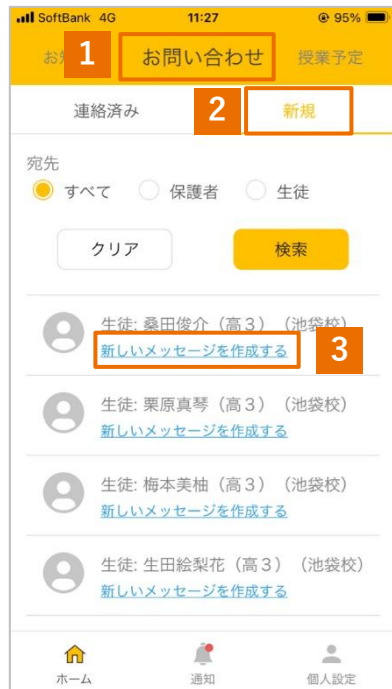 SoftBank 4G 11:27 95%
1 お問い合わせ 授業予定
連絡済み 2 新規
宛先
すべて 保護者 生徒
クリア 検索
生徒: 桑田俊介（高３）（池袋校）
新しいメッセージを作成する 3
生徒: 栗原真琴（高３）（池袋校）
新しいメッセージを作成する
生徒: 梅本美柚（高３）（池袋校）
新しいメッセージを作成する
生徒: 生田絵梨花（高３）（池袋校）
新しいメッセージを作成する
ホーム 通知 個人設定